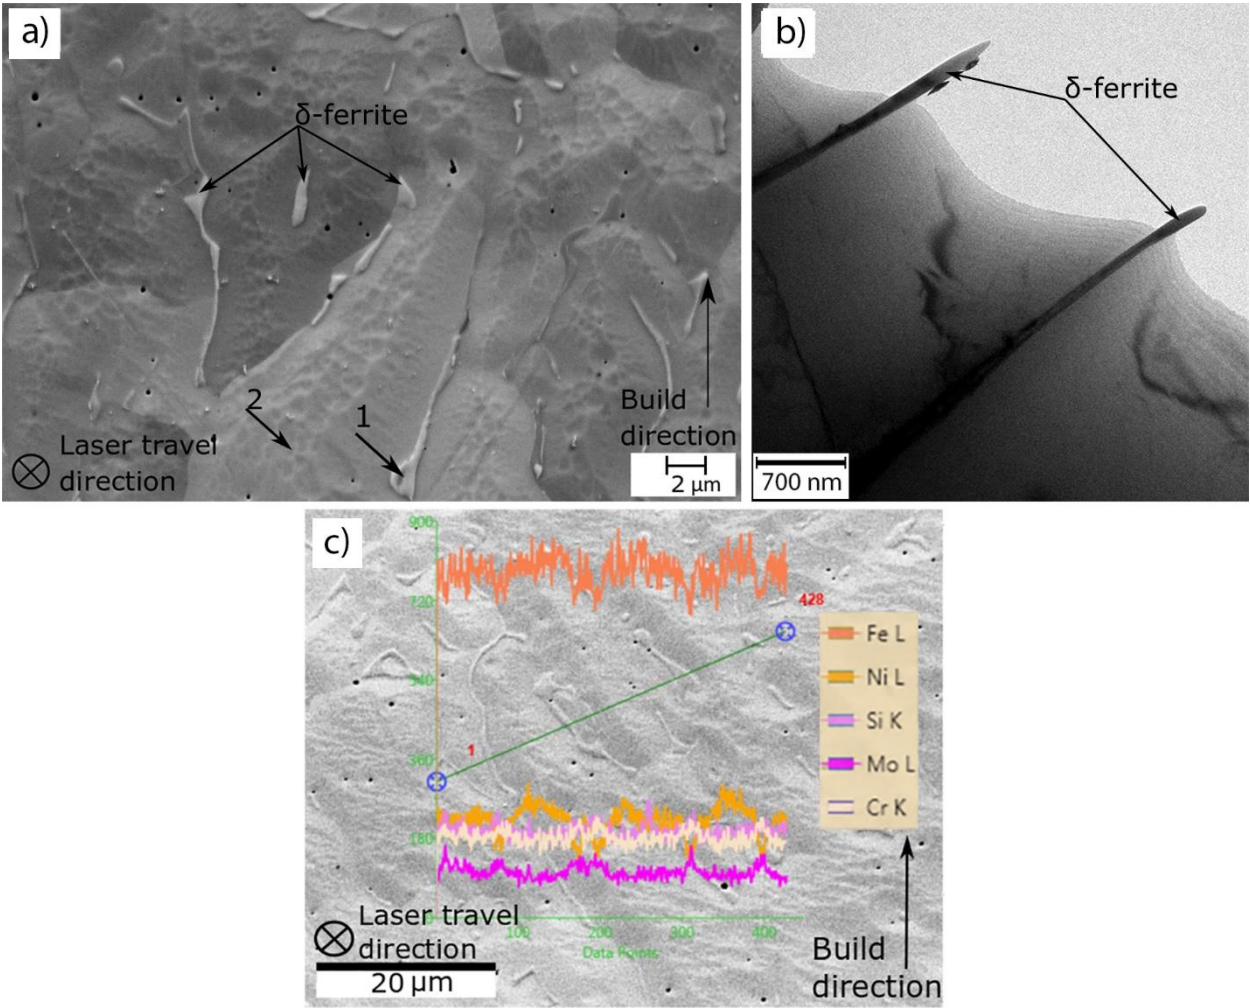 a)
δ-ferrite
2
1
Build
direction
Laser travel
direction
2 µm
b)
δ-ferrite
700 nm
c)
900
720
540
360
180
0
428
1
Fe L
Ni L
Si K
Mo L
Cr K
100
200
300
400
Data Points
Laser travel
direction
20 µm
Build
direction